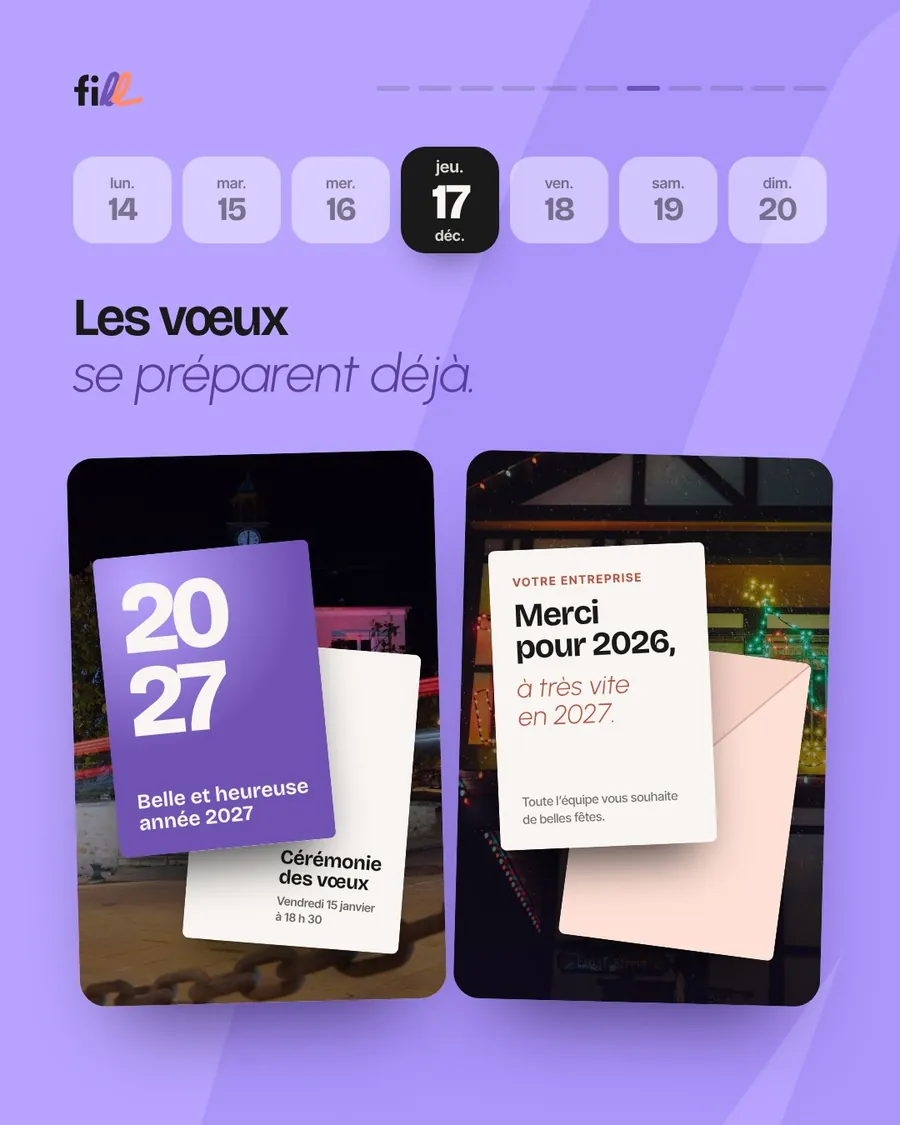 fill
lun.
14
mar.
15
mer.
16
jeu.
17
déc.
ven.
18
sam.
19
dim.
20
Les vœux
se préparent déjà.
20
27
Belle et heureuse
année 2027
Cérémonie
des vœux
Vendredi 15 janvier
à 18 h 30
VOTRE ENTREPRISE
Merci
pour 2026,
à très vite
en 2027.
Toute l'équipe vous souhaite
de belles fêtes.